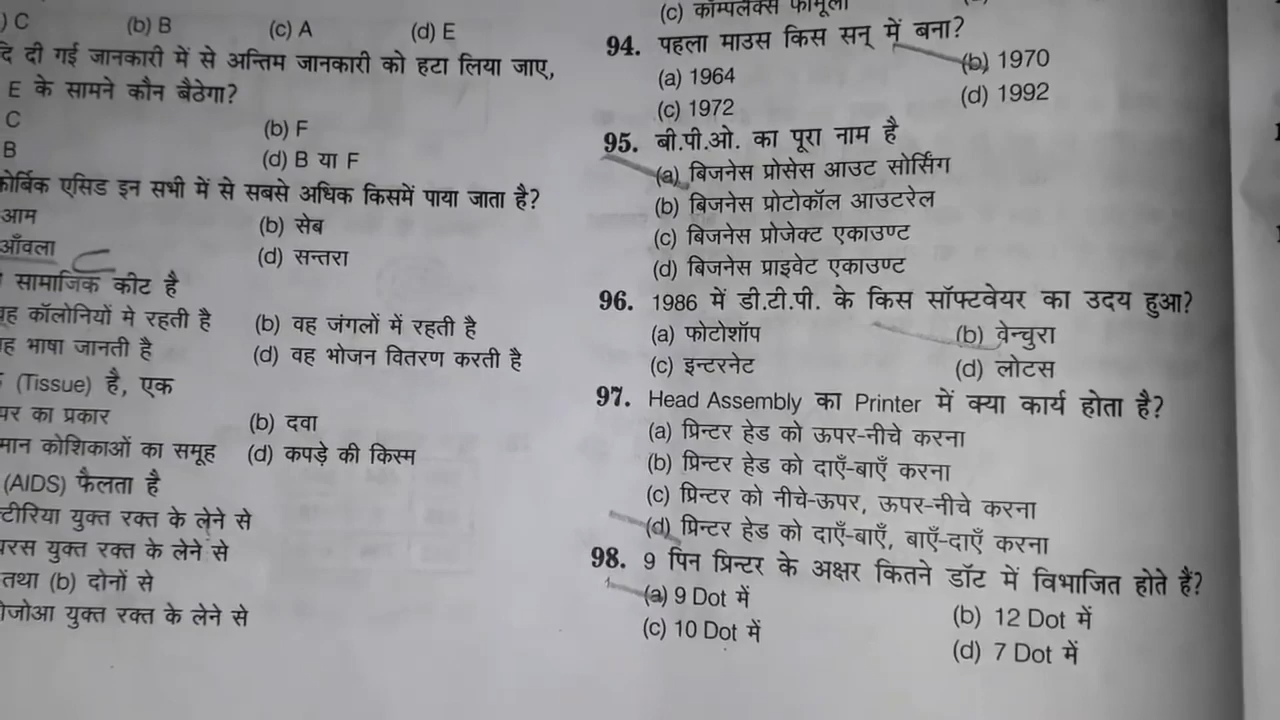 C (b) B (c) A (d) E
दी गई जानकारी में से अन्तिम जानकारी को हटा लिया जाए,
E के सामने कौन बैठेगा?
C (b) F
B (d) B या F
एसिड इन सभी में से सबसे अधिक किसमें पाया जाता है?
आम (b) सेब
आँवला (d) सन्तरा
सामाजिक कीट है
कॉलोनियों मे रहती है (b) वह जंगलों में रहती है
भाषा जानती है (d) वह भोजन वितरण करती है
(Tissue) है, एक
का प्रकार (b) दवा
कोशिकाओं का समूह (d) कपड़े की किस्म
(AIDS) फैलता है
युक्त रक्त के लेने से
युक्त रक्त के लेने से
तथा (b) दोनों से
युक्त रक्त के लेने से
(c) कॉम्पलेक्स फार्मूला
94. पहला माउस किस सन् में बना?
(a) 1964 (b) 1970
(c) 1972 (d) 1992
95. बी.पी.ओ. का पूरा नाम है
(a) बिजनेस प्रोसेस आउट सोर्सिंग
(b) बिजनेस प्रोटोकॉल आउटरेल
(c) बिजनेस प्रोजेक्ट एकाउण्ट
(d) बिजनेस प्राइवेट एकाउण्ट
96. 1986 में डी.टी.पी. के किस सॉफ्टवेयर का उदय हुआ?
(a) फोटोशॉप (b) वेन्चुरा
(c) इन्टरनेट (d) लोटस
97. Head Assembly का Printer में क्या कार्य होता है?
(a) प्रिन्टर हेड को ऊपर-नीचे करना
(b) प्रिन्टर हेड को दाएँ-बाएँ करना
(c) प्रिन्टर को नीचे-ऊपर, ऊपर-नीचे करना
(d) प्रिन्टर हेड को दाएँ-बाएँ, बाएँ-दाएँ करना
98. 9 पिन प्रिन्टर के अक्षर कितने डॉट में विभाजित होते हैं?
(a) 9 Dot में (b) 12 Dot में
(c) 10 Dot में (d) 7 Dot में